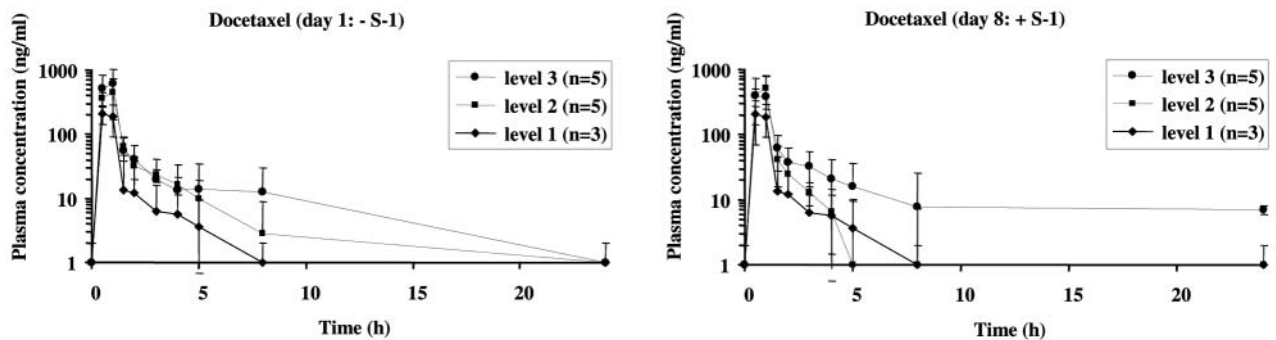 Docetaxel (day 1: - S-1)
Plasma concentration (ng/ml)
1000
100
10
1
level 3 (n=5)
level 2 (n=5)
level 1 (n=3)
0 5 10 15 20
Time (h)
Docetaxel (day 8: + S-1)
Plasma concentration (ng/ml)
1000
100
10
1
level 3 (n=5)
level 2 (n=5)
level 1 (n=3)
0 5 10 15 20
Time (h)